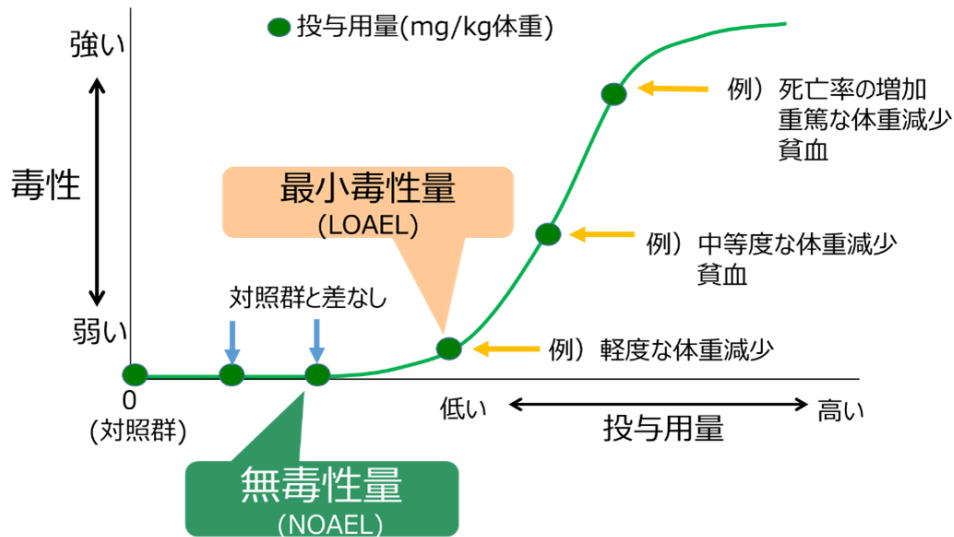 投与用量(mg/kg体重)
強い
例）死亡率の増加
重篤な体重減少
貧血
毒性
最小毒性量
(LOAEL)
例）中等度な体重減少
貧血
対照群と差なし
弱い
例）軽度な体重減少
0
(対照群)
低い
高い
投与用量
無毒性量
(NOAEL)